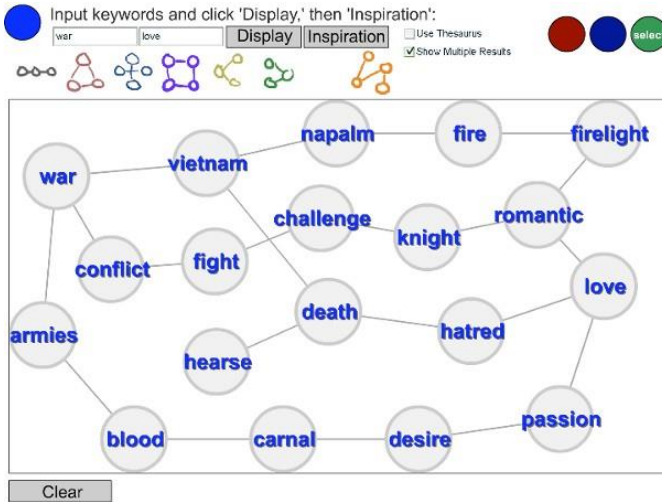 Input keywords and click 'Display,' then 'Inspiration':
war love Display Inspiration
Use Thesaurus
Show Multiple Results
select
napalm fire firelight
war vietnam
challenge knight romantic
conflict fight
love
armies death hatred
hearse
blood carnal desire passion
Clear